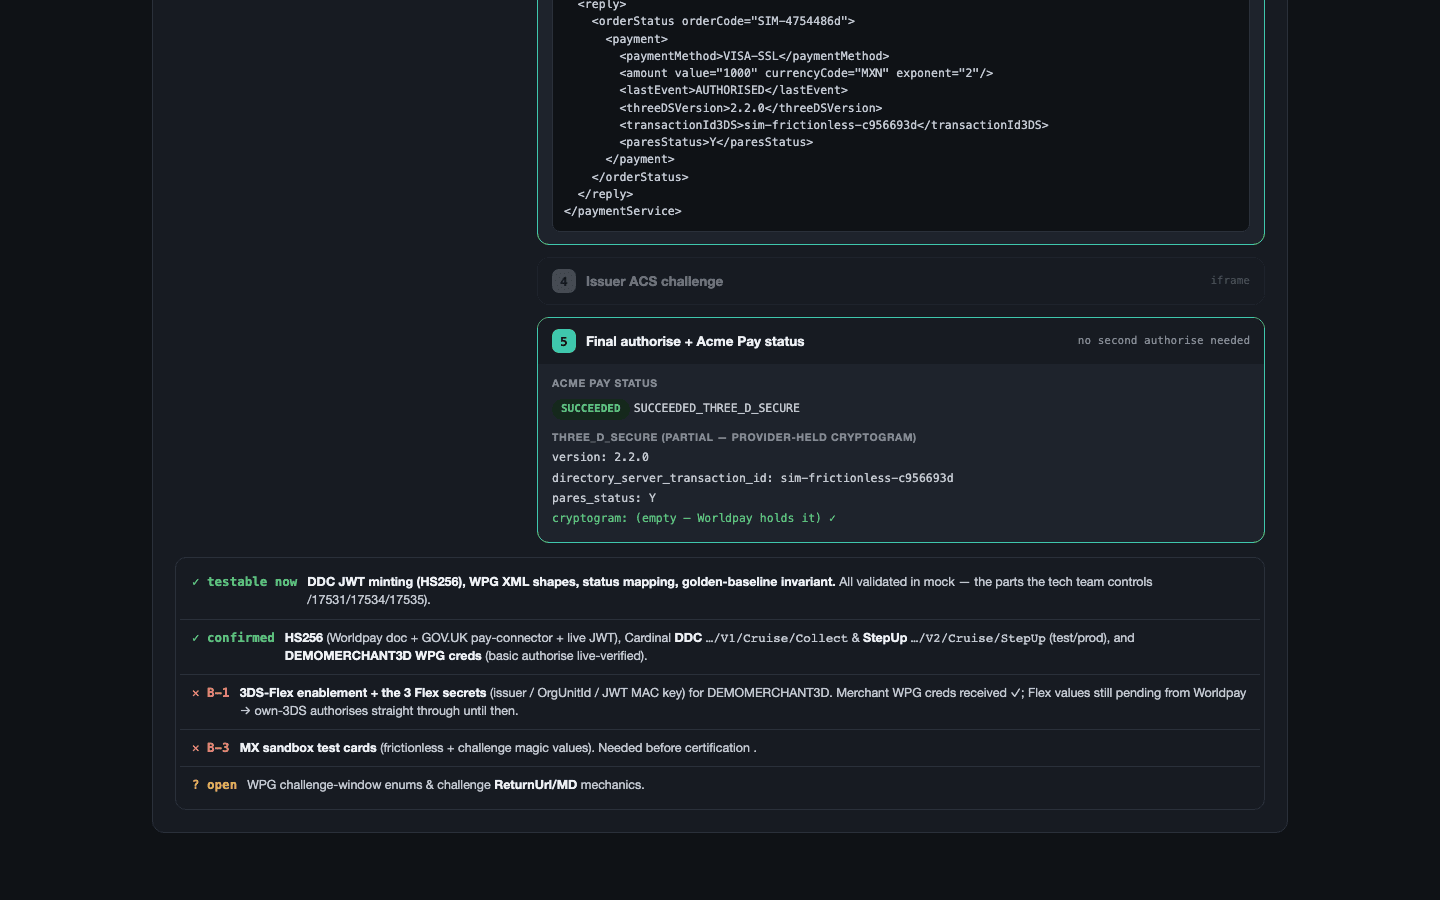 <reply>
<orderStatus orderCode="SIM-4754486d">
<payment>
<paymentMethod>VISA-SSL</paymentMethod>
<amount value="1000" currencyCode="MXN" exponent="2"/>
<lastEvent>AUTHORISED</lastEvent>
<threeDSVersion>2.2.0</threeDSVersion>
<transactionId3DS>sim-frictionless-c956693d</transactionId3DS>
<paresStatus>Y</paresStatus>
</payment>
</orderStatus>
</reply>
</paymentService>
4 Issuer ACS challenge iframe
5 Final authorise + Acme Pay status no second authorise needed
ACME PAY STATUS
SUCCEEDED SUCCEEDED_THREE_D_SECURE
THREE_D_SECURE (PARTIAL — PROVIDER-HELD CRYPTOGRAM)
version: 2.2.0
directory_server_transaction_id: sim-frictionless-c956693d
pares_status: Y
cryptogram: (empty — Worldpay holds it) ✓
✓ testable now DDC JWT minting (HS256), WPG XML shapes, status mapping, golden-baseline invariant. All validated in mock — the parts the tech team controls
/17531/17534/17535).
✓ confirmed HS256 (Worldpay doc + GOV.UK pay-connector + live JWT), Cardinal DDC …/V1/Cruise/Collect & StepUp …/V2/Cruise/StepUp (test/prod), and
DEMOMERCHANT3D WPG creds (basic authorise live-verified).
× B-1 3DS-Flex enablement + the 3 Flex secrets (issuer / OrgUnitId / JWT MAC key) for DEMOMERCHANT3D. Merchant WPG creds received ✓; Flex values still pending from Worldpay
→ own-3DS authorises straight through until then.
× B-3 MX sandbox test cards (frictionless + challenge magic values). Needed before certification .
? open WPG challenge-window enums & challenge ReturnUrl/MD mechanics.